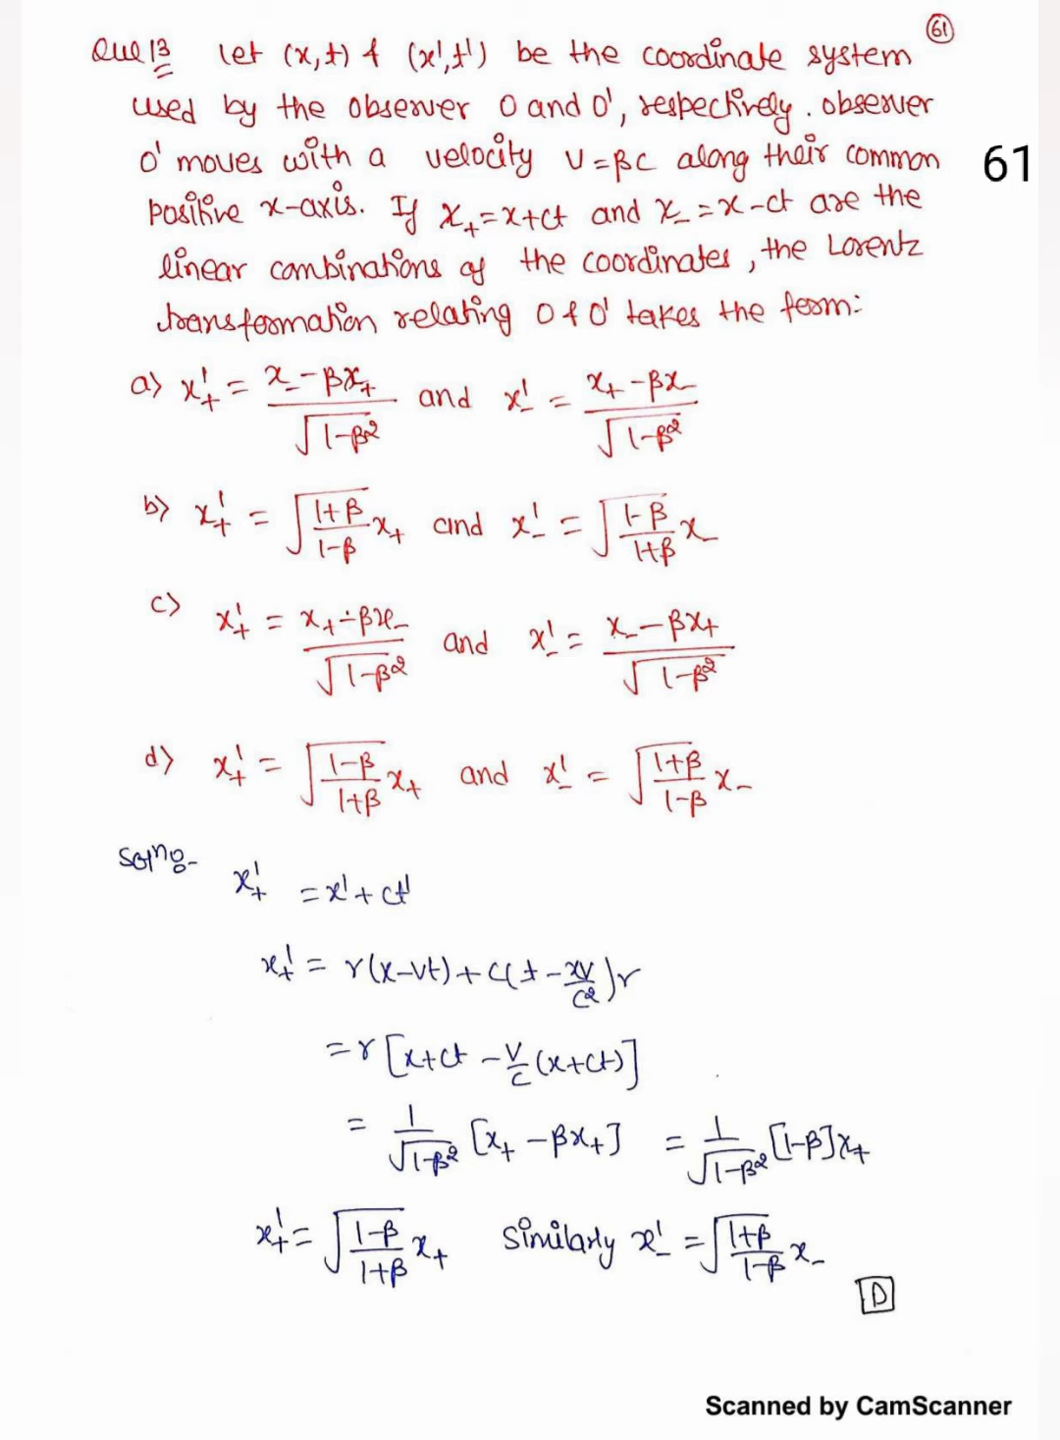 61
Que 13 Let (x,t) & (x',t') be the coordinate system
used by the observer O and O', respectively. observer
O' moves with a velocity v=βc along their common
61
positive x-axis. If x₊=x+ct and x₋=x-ct are the
linear combinations of the coordinates, the Lorentz
transformation relating O & O' takes the form:
a) x'₊ = (x₋-βx₊)/√(1-β²) and x'₋ = (x₊-βx₋)/√(1-β²)
b) x'₊ = √((1+β)/(1-β)) x₊ and x'₋ = √((1-β)/(1+β)) x₋
c) x'₊ = (x₊-βx₋)/√(1-β²) and x'₋ = (x₋-βx₊)/√(1-β²)
d) x'₊ = √((1-β)/(1+β)) x₊ and x'₋ = √((1+β)/(1-β)) x₋
Solng-
x'₊ = x'+ct'
x'₊ = γ(x-vt)+c(t-xv/c²)γ
=γ[x+ct -v/c(x+ct)]
= 1/√(1-β²) [x₊-βx₊] = 1/√(1-β²) [1-β]x₊
x'₊ = √((1-β)/(1+β)) x₊ Similarly x'₋ = √((1+β)/(1-β)) x₋
D
Scanned by CamScanner